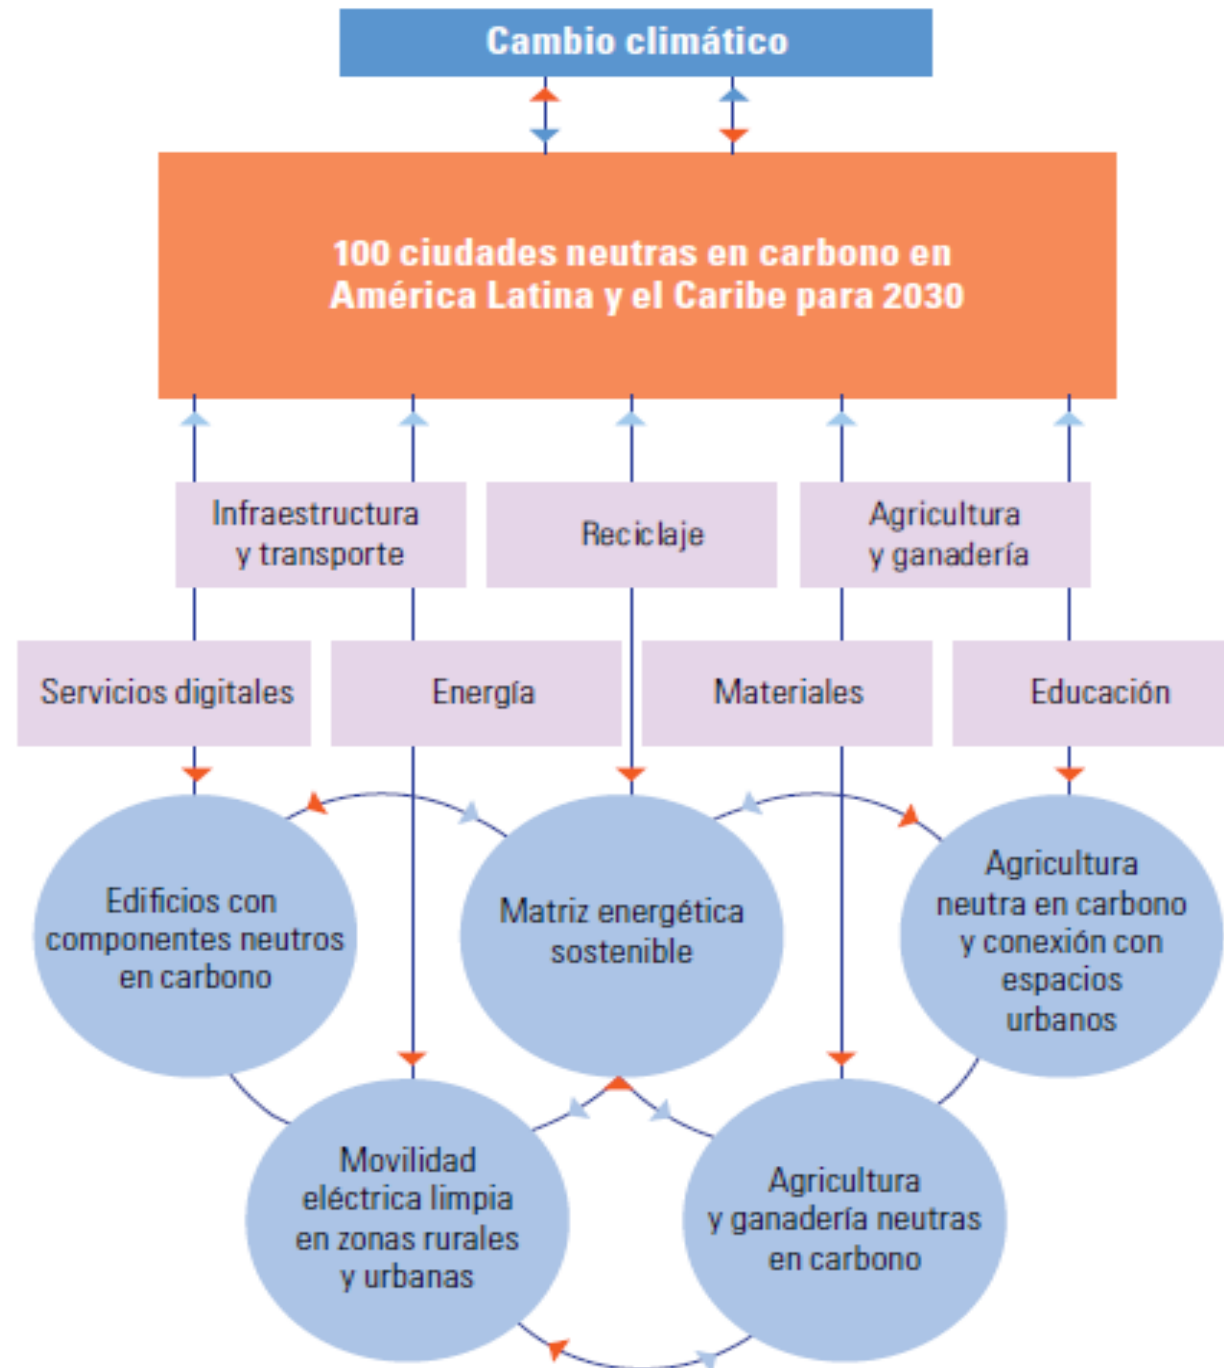 Cambio climático
100 ciudades neutras en carbono en
América Latina y el Caribe para 2030
Infraestructura
y transporte
Reciclaje
Agricultura
y ganadería
Servicios digitales
Energía
Materiales
Educación
Edificios con
componentes neutros
en carbono
Matriz energética
sostenible
Agricultura
neutra en carbono
y conexión con
espacios
urbanos
Movilidad
eléctrica limpia
en zonas rurales
y urbanas
Agricultura
y ganadería neutras
en carbono